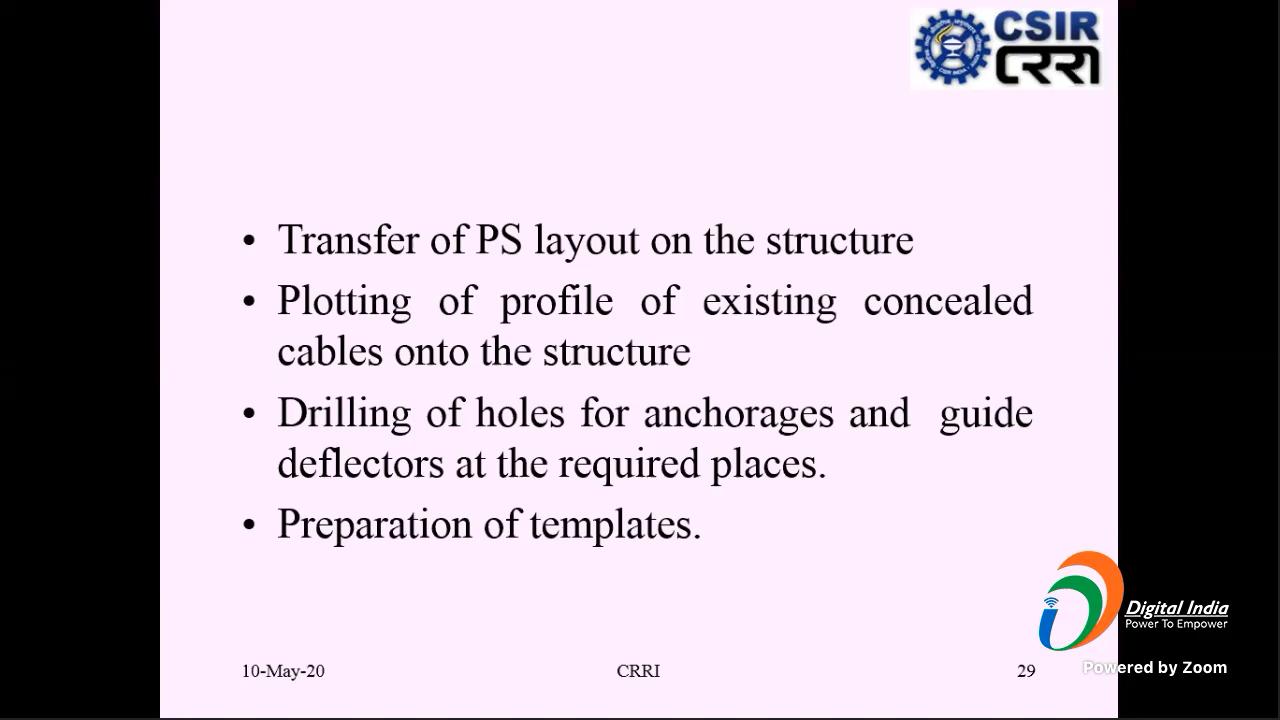 CSIR
CRRI
• Transfer of PS layout on the structure
• Plotting of profile of existing concealed
cables onto the structure
• Drilling of holes for anchorages and guide
deflectors at the required places.
• Preparation of templates.
Digital India
Power To Empower
10-May-20 CRRI 29
Powered by Zoom